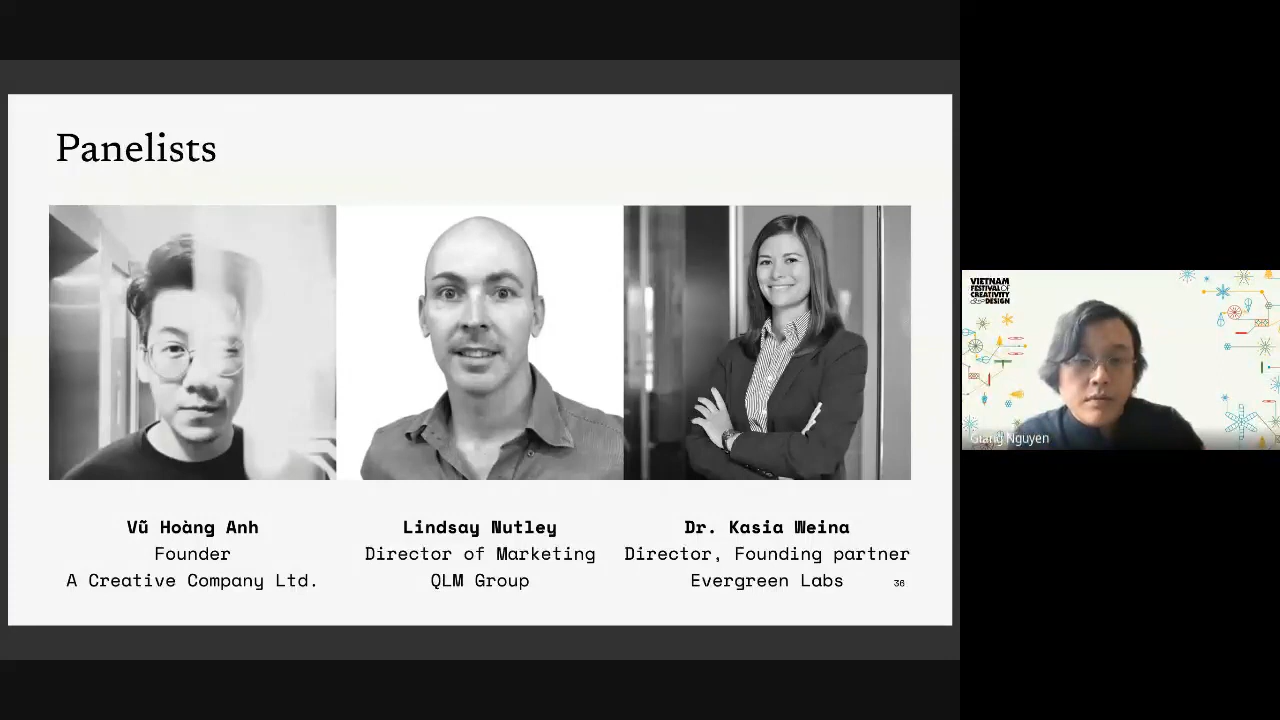 Panelists
Vũ Hoàng Anh
Founder
A Creative Company Ltd.
Lindsay Nutley
Director of Marketing
QLM Group
Dr. Kasia Weina
Director, Founding partner
Evergreen Labs
36
VIETNAM
FESTIVAL OF
CREATIVITY
& DESIGN
Giang Nguyen